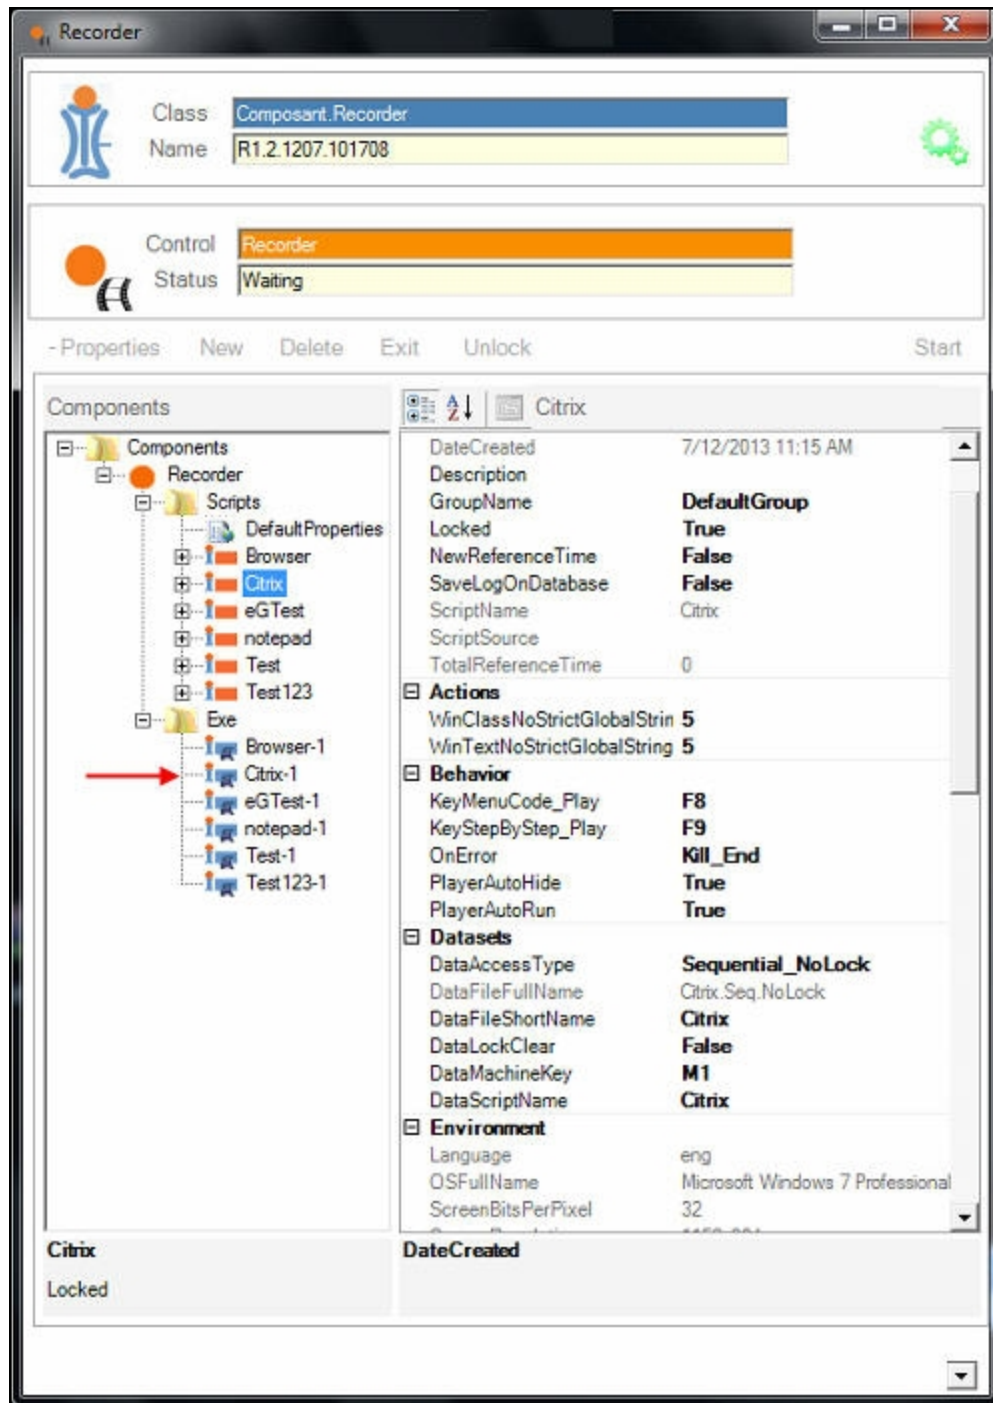 Recorder
Class Composant.Recorder
Name R1.2.1207.101708
Control Recorder
Status Waiting
- Properties New Delete Exit Unlock Start
Components
Citrix
Components
Recorder
Scripts
DefaultProperties
Browser
Citrix
eGTest
notepad
Test
Test123
Exe
Browser-1
Citrix-1
eGTest-1
notepad-1
Test-1
Test123-1
DateCreated 7/12/2013 11:15 AM
Description
GroupName DefaultGroup
Locked True
NewReferenceTime False
SaveLogOnDatabase False
ScriptName Citrix
ScriptSource
TotalReferenceTime 0
Actions
WinClassNoStrictGlobalStrin 5
WinTextNoStrictGlobalString 5
Behavior
KeyMenuCode_Play F8
KeyStepByStep_Play F9
OnError Kill_End
PlayerAutoHide True
PlayerAutoRun True
Datasets
DataAccessType Sequential_NoLock
DataFileFullName Citrix.Seq.NoLock
DataFileShortName Citrix
DataLockClear False
DataMachineKey M1
DataScriptName Citrix
Environment
Language eng
OSFullName Microsoft Windows 7 Professional
ScreenBitsPerPixel 32
Citrix
Locked
DateCreated